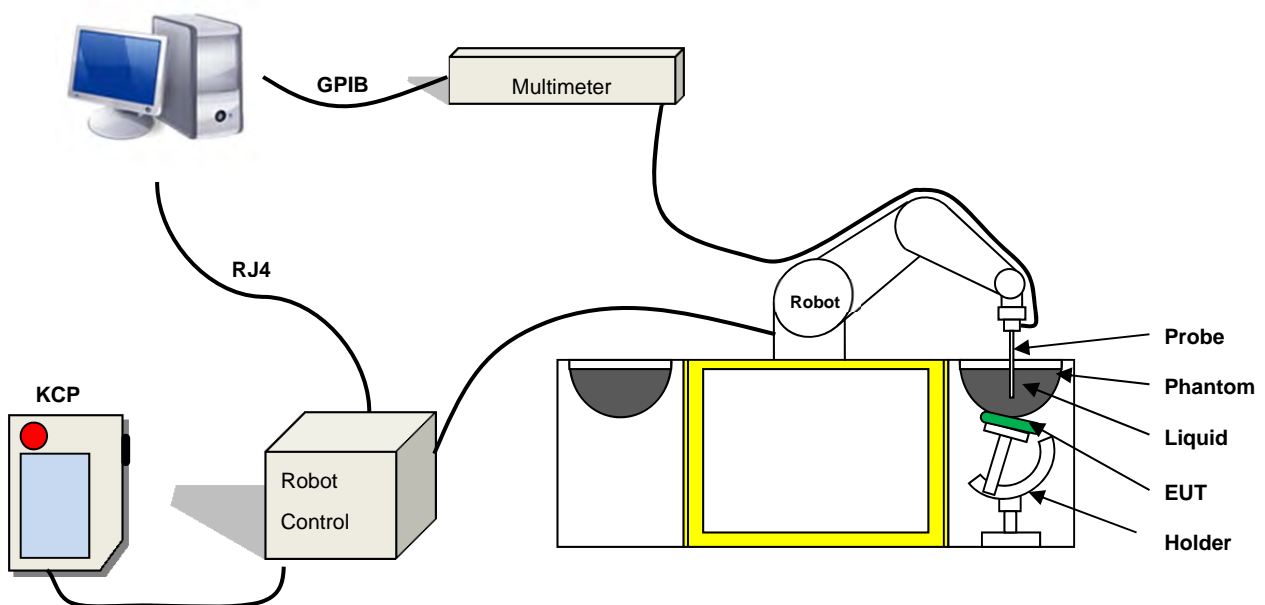 GPIB
Multimeter
RJ4
Robot
Probe
Phantom
KCP
Liquid
Robot
Control
EUT
Holder